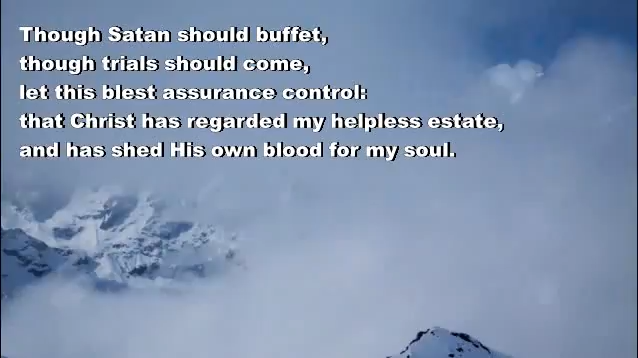 Though Satan should buffet,
though trials should come,
let this blest assurance control:
that Christ has regarded my helpless estate,
and has shed His own blood for my soul.